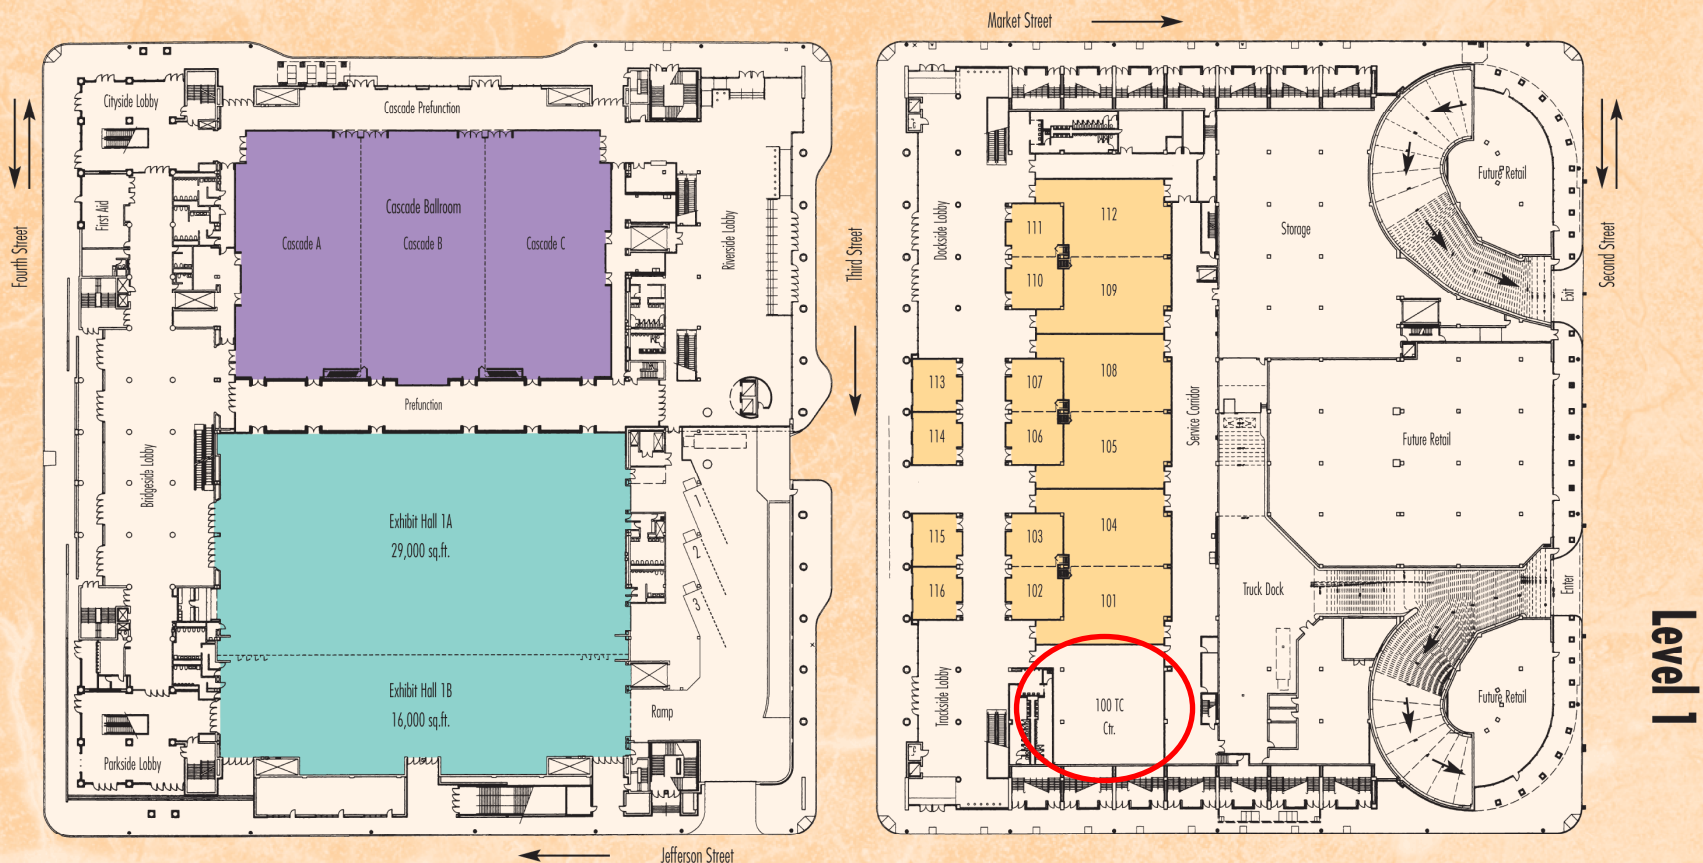 Market Street
Cityside Lobby
Cascade Prefunction
First Aid
Cascade Ballroom
Cascade A
Cascade B
Cascade C
Riverside Lobby
Fourth Street
Third Street
Prefunction
Bridgeside Lobby
Exhibit Hall 1A
29,000 sq.ft.
1
2
3
Exhibit Hall 1B
16,000 sq.ft.
Ramp
Parkside Lobby
Jefferson Street
Dockside Lobby
111
112
110
109
Storage
Future Retail
Exit
Second Street
113
107
108
114
106
105
Service Corridor
Future Retail
115
103
104
116
102
101
Truck Dock
Enter
Trackside Lobby
100 TC
Ctr.
Future Retail
Level 1